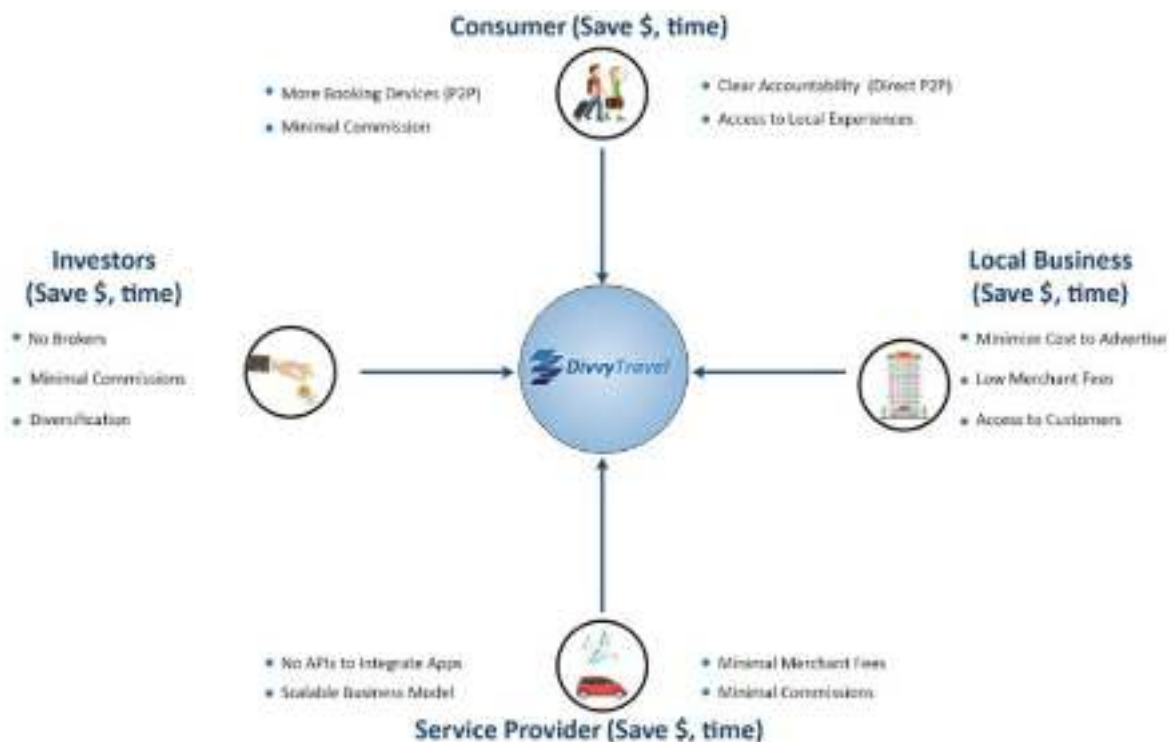 Consumer (Save $, time)
More Booking Devices (P2P)
Minimal Commission
Clear Accountability (Direct P2P)
Access to Local Experiences
Investors
(Save $, time)
No Brokers
Minimal Commissions
Diversification
DivvyTravel
Local Business
(Save $, time)
Minimize Cost to Advertise
Low Merchant Fees
Access to Customers
No APIs to Integrate Apps
Scalable Business Model
Minimal Merchant Fees
Minimal Commissions
Service Provider (Save $, time)